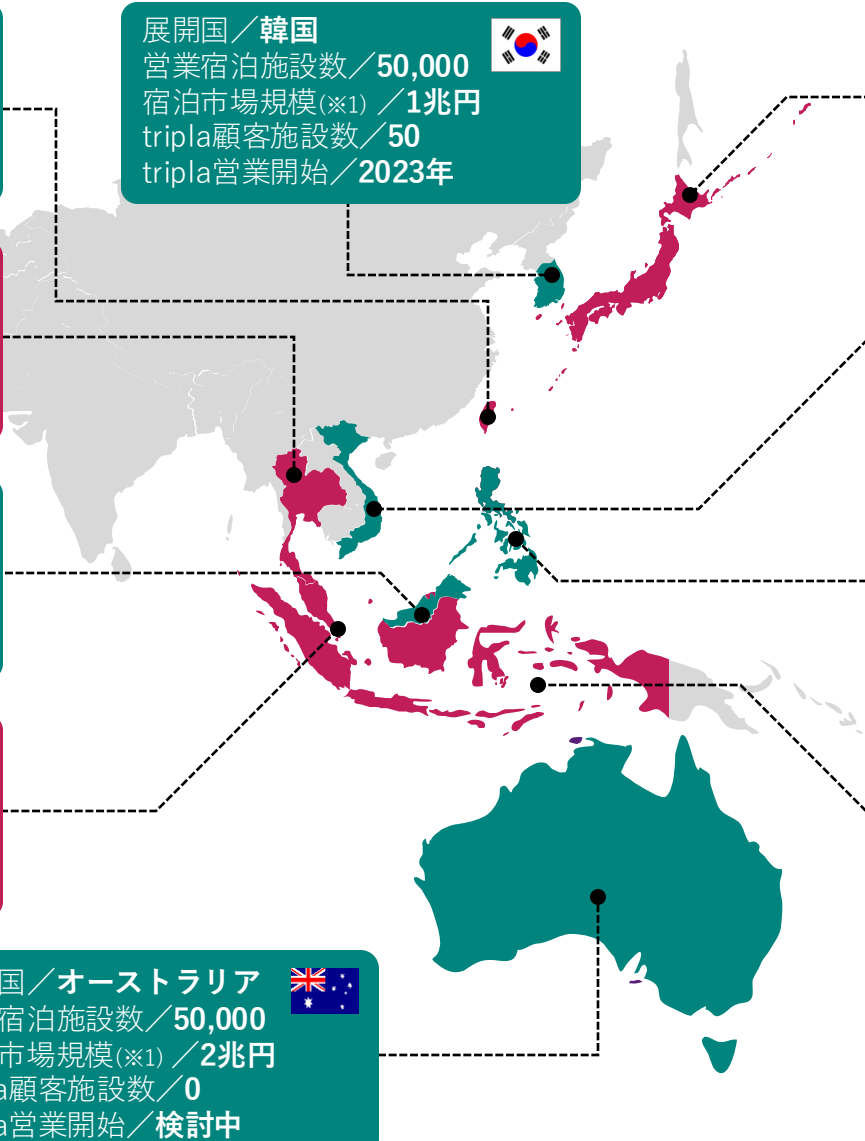 展開国／韓国
営業宿泊施設数／50,000
宿泊市場規模(※1) ／1兆円
tripla顧客施設数／50
tripla営業開始／2023年
国／オーストラリア
宿泊施設数／50,000
市場規模(※1) ／2兆円
a顧客施設数／0
a営業開始／検討中